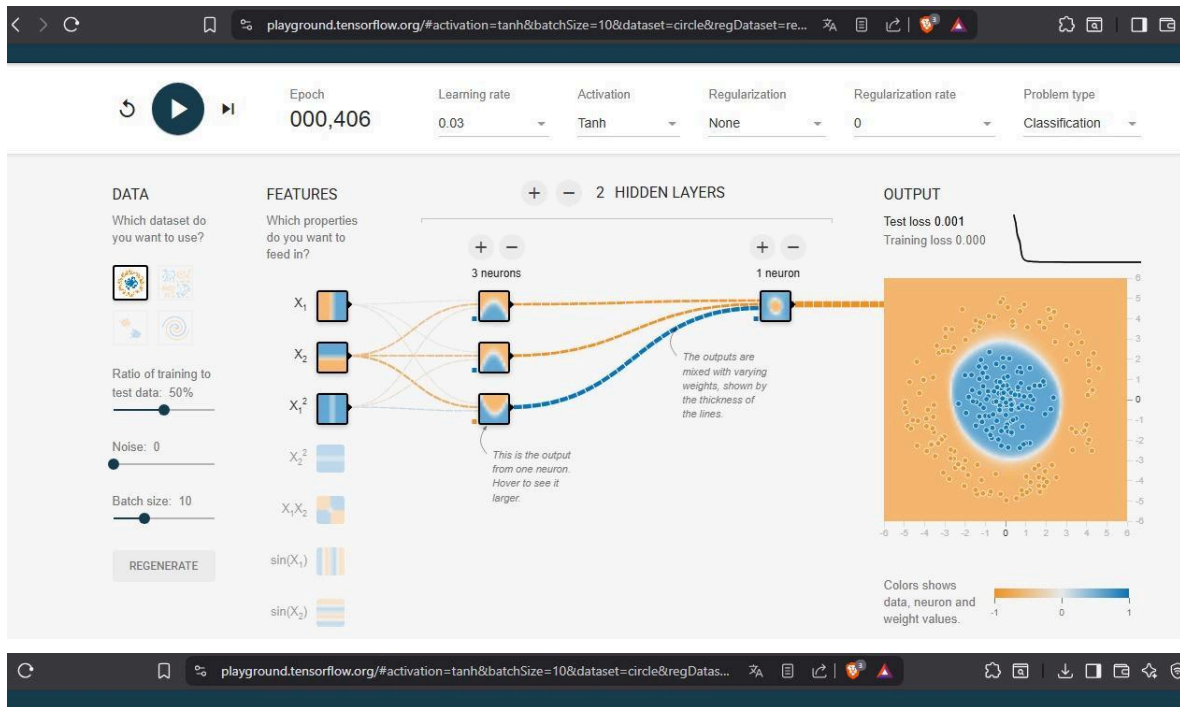 playground.tensorflow.org/#activation=tanh&batchSize=10&dataset=circle&regDataset=re...
Epoch
000,406
Learning rate
0.03
Activation
Tanh
Regularization
None
Regularization rate
0
Problem type
Classification
DATA
Which dataset do
you want to use?
Ratio of training to
test data: 50%
Noise: 0
Batch size: 10
REGENERATE
FEATURES
Which properties
do you want to
feed in?
X₁
X₂
X₁²
X₂²
X₁X₂
sin(X₁)
sin(X₂)
+ − 2 HIDDEN LAYERS
+ −
3 neurons
+ −
1 neuron
The outputs are
mixed with varying
weights, shown by
the thickness of
the lines.
This is the output
from one neuron.
Hover to see it
larger.
OUTPUT
Test loss 0.001
Training loss 0.000
6
5
4
3
2
1
0
-1
-2
-3
-4
-5
-6
-6 -5 -4 -3 -2 -1 0 1 2 3 4 5 6
Colors shows
data, neuron and
weight values.
-1 0 1
playground.tensorflow.org/#activation=tanh&batchSize=10&dataset=circle&regDatas...